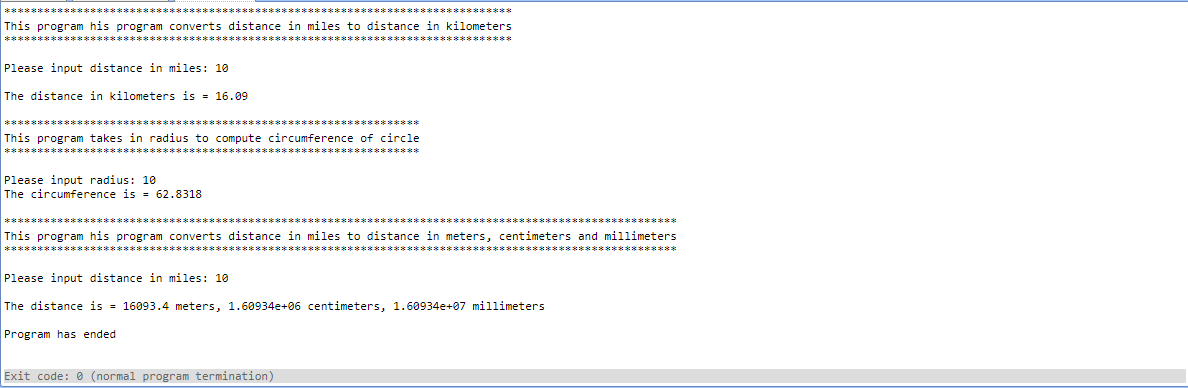 *****************************************************************************
This program his program converts distance in miles to distance in kilometers
*****************************************************************************
Please input distance in miles: 10
The distance in kilometers is = 16.09
***************************************************************
This program takes in radius to compute circumference of circle
***************************************************************
Please input radius: 10
The circumference is = 62.8318
******************************************************************************************************
This program his program converts distance in miles to distance in meters, centimeters and millimeters
******************************************************************************************************
Please input distance in miles: 10
The distance is = 16093.4 meters, 1.60934e+06 centimeters, 1.60934e+07 millimeters
Program has ended
Exit code: 0 (normal program termination)